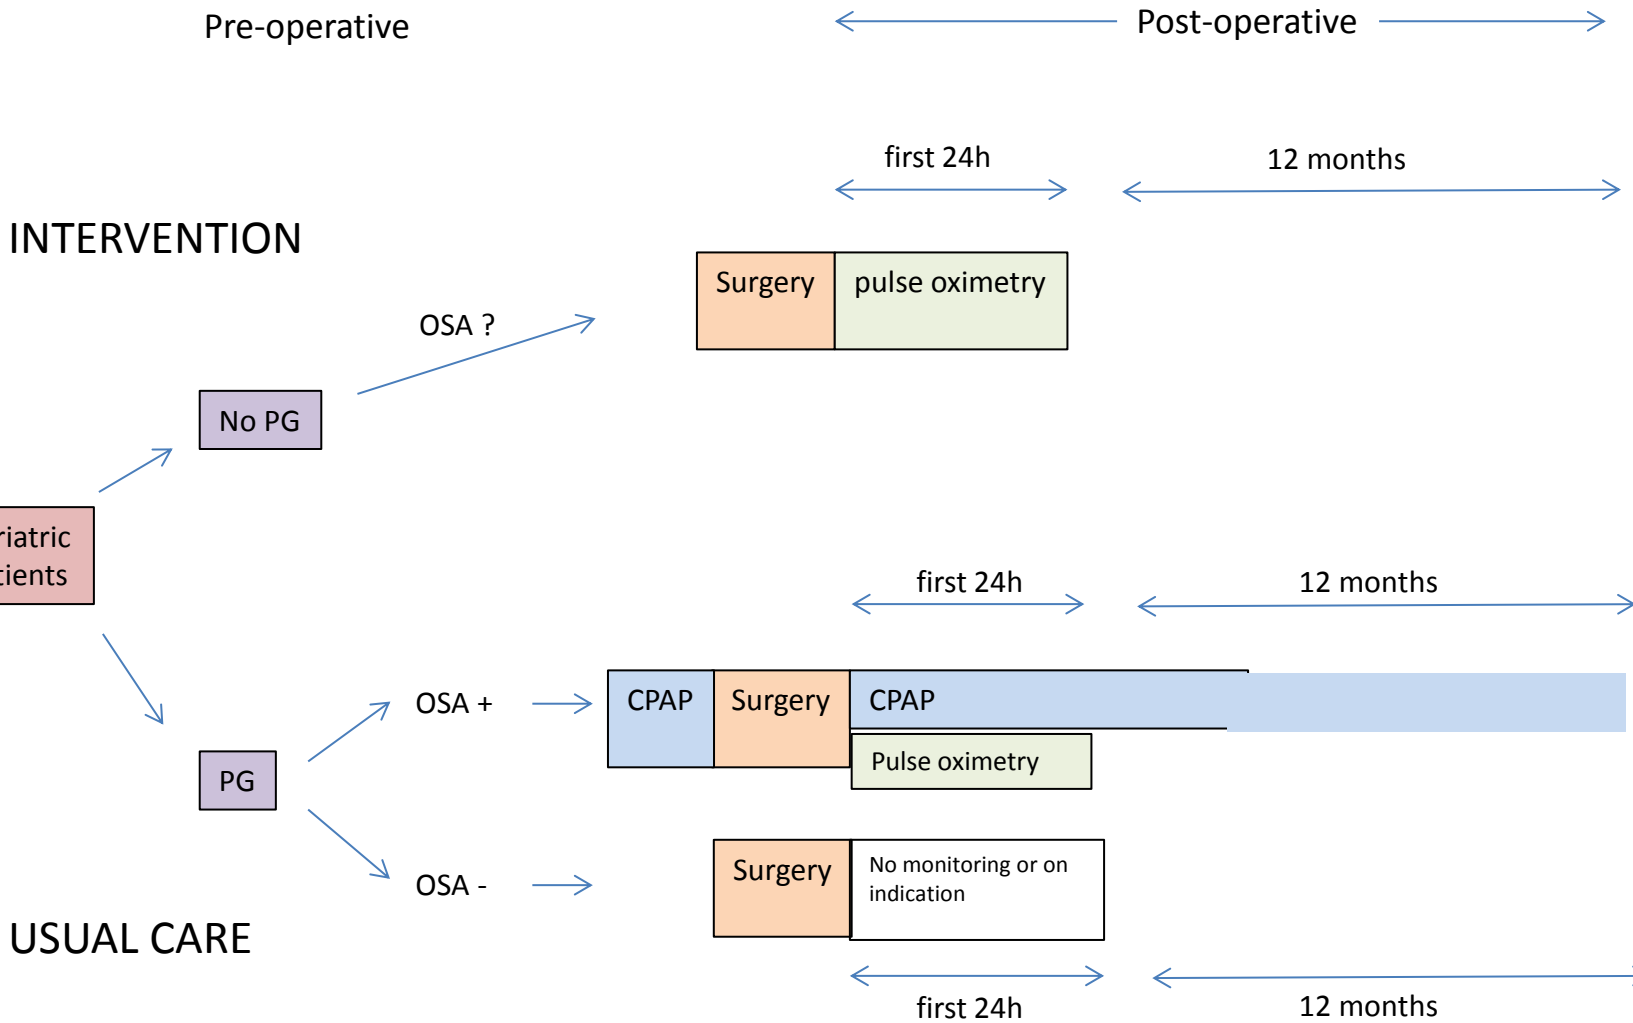 Pre-operative
Post-operative
first 24h
12 months
INTERVENTION
Surgery
pulse oximetry
OSA ?
No PG
riatric
tients
first 24h
12 months
OSA +
CPAP
Surgery
CPAP
Pulse oximetry
PG
OSA -
Surgery
No monitoring or on
indication
USUAL CARE
first 24h
12 months